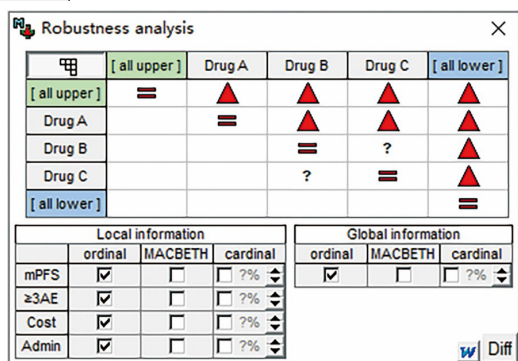 Robustness analysis
[ all upper ] Drug A Drug B Drug C [ all lower ]
[ all upper ]
Drug A
Drug B ?
Drug C ?
[ all lower ]
Local information Global information
ordinal MACBETH cardinal ordinal MACBETH cardinal
mPFS ?% ?%
≥3AE ?%
Cost ?%
Admin ?%
Diff